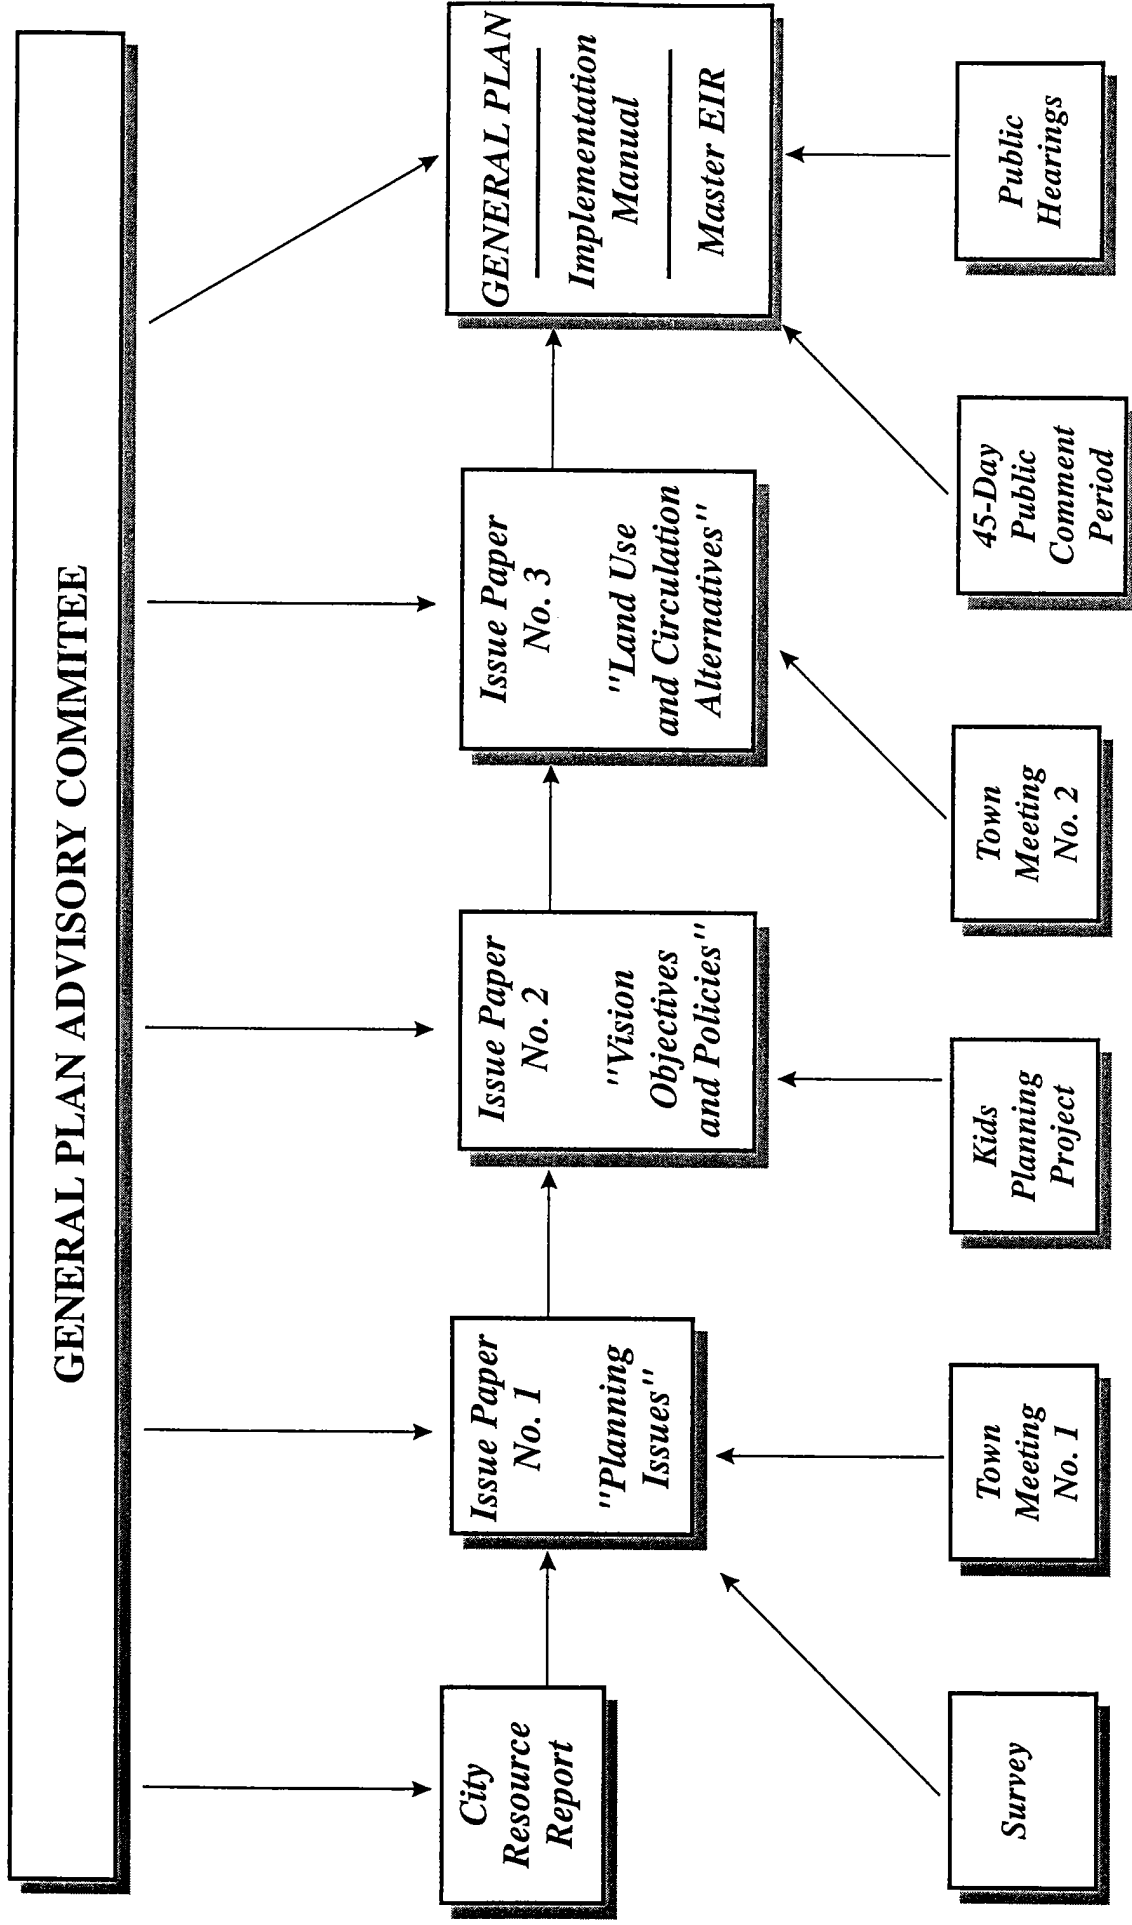 GENERAL PLAN ADVISORY COMMITEE
City
Resource
Report
Issue Paper
No. 1
"Planning
Issues"
Issue Paper
No. 2
"Vision
Objectives
and Policies"
Issue Paper
No. 3
"Land Use
and Circulation
Alternatives"
GENERAL PLAN
Implementation
Manual
Master EIR
Survey
Town
Meeting
No. 1
Kids
Planning
Project
Town
Meeting
No. 2
45-Day
Public
Comment
Period
Public
Hearings